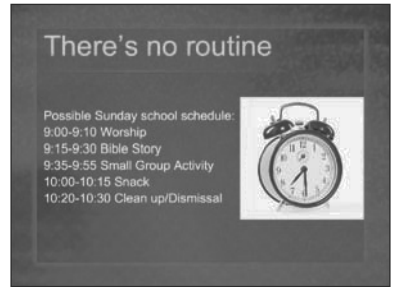 There's no routine
Possible Sunday school schedule:
9:00-9:10 Worship
9:15-9:30 Bible Story
9:35-9:55 Small Group Activity
10:00-10:15 Snack
10:20-10:30 Clean up/Dismissal